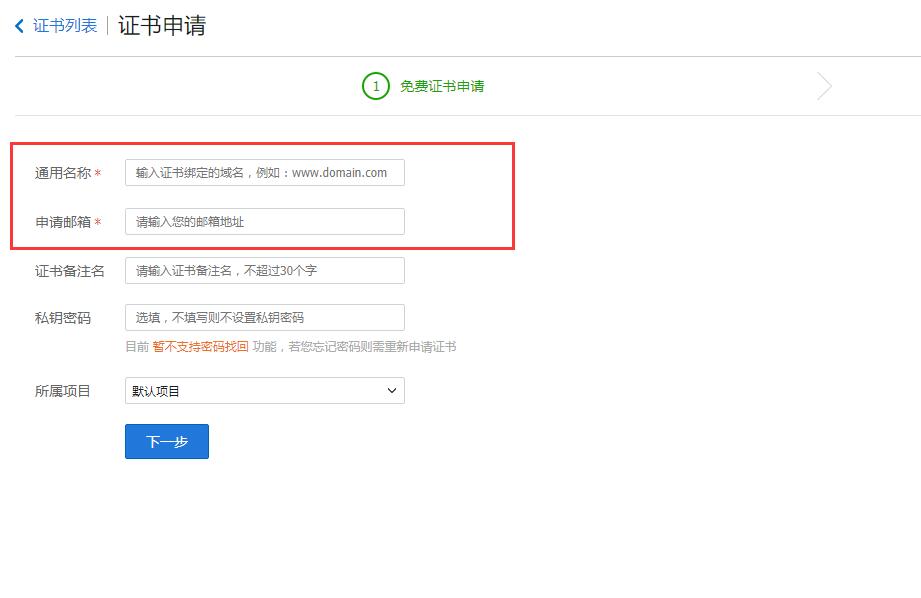 证书列表 证书申请
1 免费证书申请
通用名称* 输入证书绑定的域名，例如：www.domain.com
申请邮箱* 请输入您的邮箱地址
证书备注名 请输入证书备注名，不超过30个字
私钥密码 选填，不填写则不设置私钥密码
目前 暂不支持密码找回 功能，若您忘记密码则需重新申请证书
所属项目 默认项目
下一步